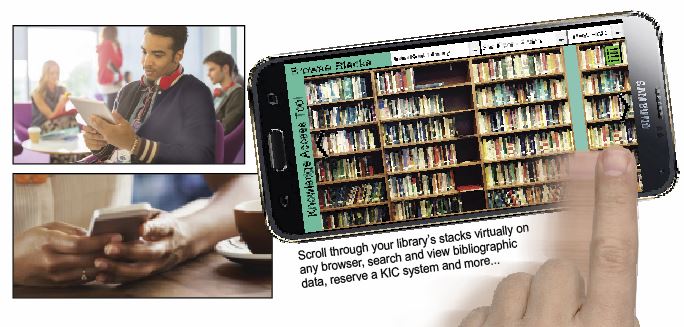 Browse Stacks
Knowledge Access Tool
SAMSUNG
Scroll through your library's stacks virtually on
any browser, search and view bibliographic
data, reserve a KIC system and more...